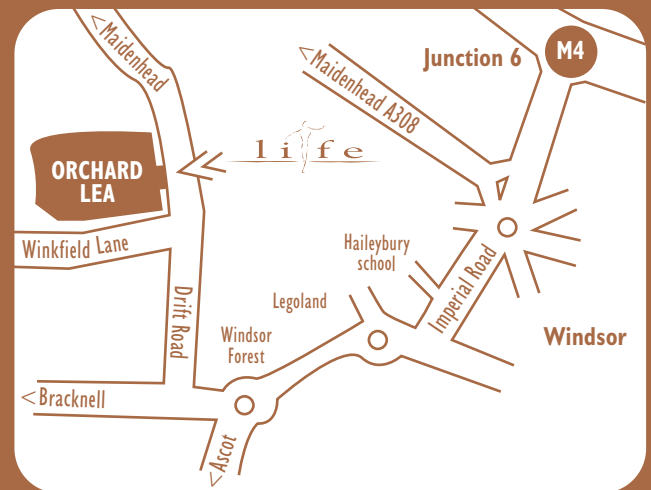 < Maidenhead
Junction 6
M4
< Maidenhead A308
life
ORCHARD
LEA
Winkfield Lane
Haileybury
school
Imperial Road
Legoland
Drift Road
Windsor
Forest
Windsor
< Bracknell
< Ascot